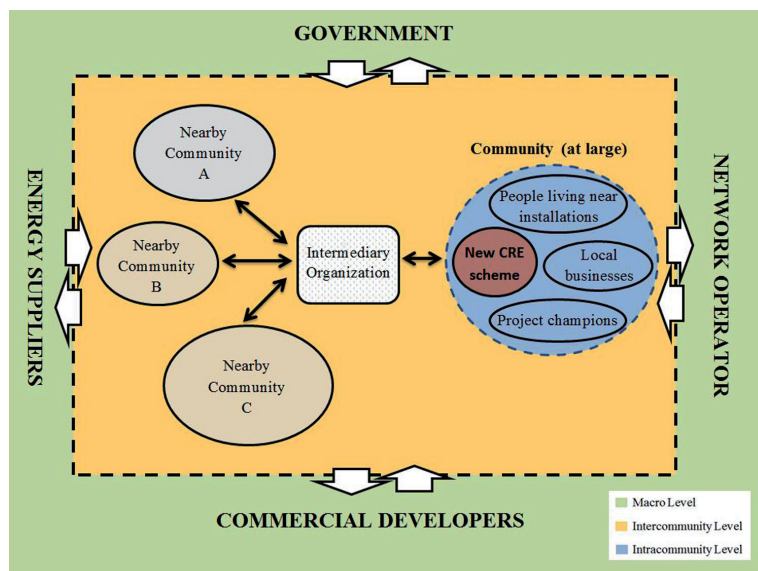 GOVERNMENT
ENERGY SUPPLIERS
NETWORK OPERATOR
Nearby
Community
A
Nearby
Community
B
Nearby
Community
C
Intermediary
Organization
Community (at large)
People living near
installations
New CRE
scheme
Local
businesses
Project champions
COMMERCIAL DEVELOPERS
Macro Level
Intercommunity Level
Intracommunity Level